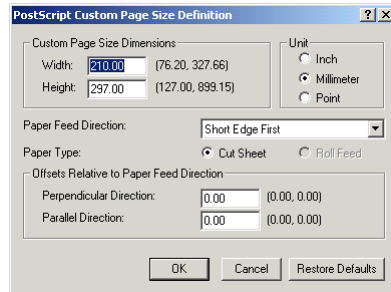 PostScript Custom Page Size Definition
Custom Page Size Dimensions
Width: 210.00 (76.20, 327.66)
Height: 297.00 (127.00, 899.15)
Unit
Inch
Millimeter
Point
Paper Feed Direction: Short Edge First
Paper Type: Cut Sheet Roll Feed
Offsets Relative to Paper Feed Direction
Perpendicular Direction: 0.00 (0.00, 0.00)
Parallel Direction: 0.00 (0.00, 0.00)
OK Cancel Restore Defaults